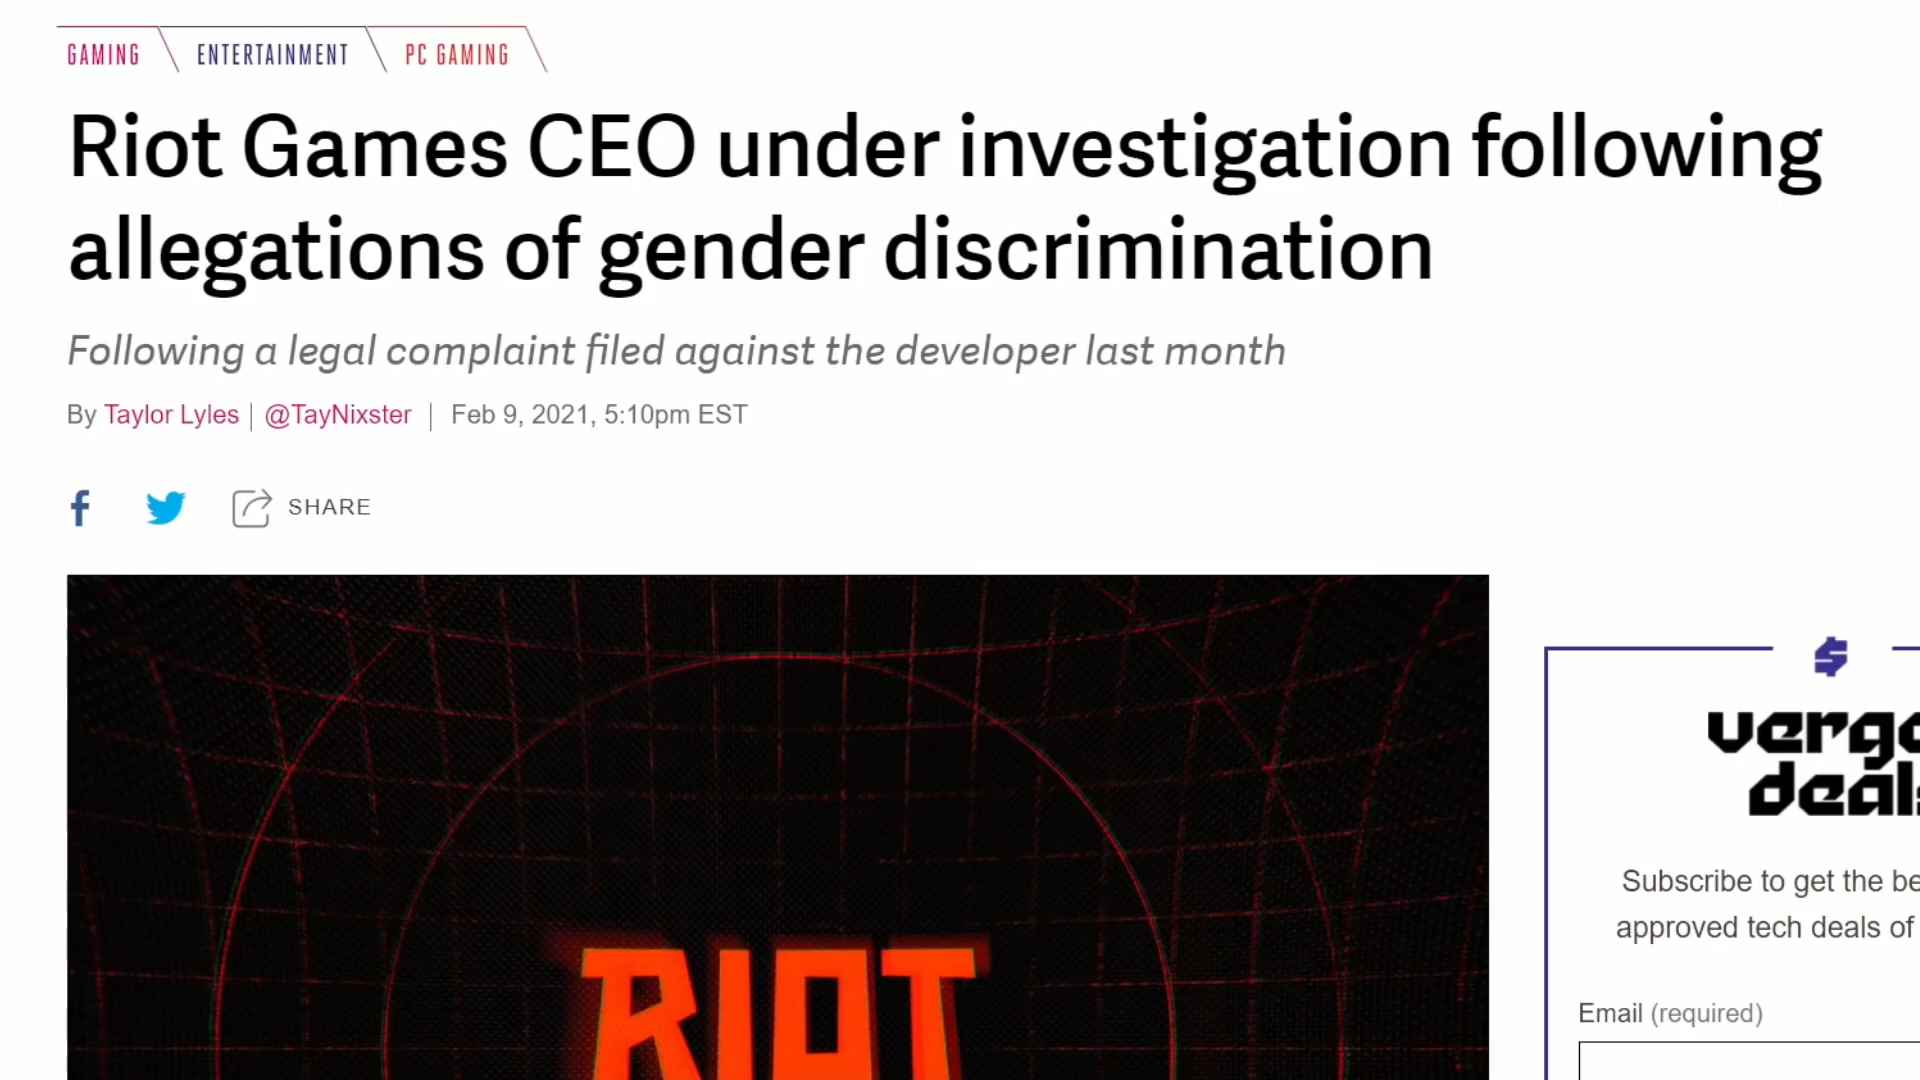 GAMING
ENTERTAINMENT
PC GAMING
Riot Games CEO under investigation following
allegations of gender discrimination
Following a legal complaint filed against the developer last month
By Taylor Lyles | @TayNixster | Feb 9, 2021, 5:10pm EST
SHARE
RIOT
verge
deals
Subscribe to get the be
approved tech deals of
Email (required)